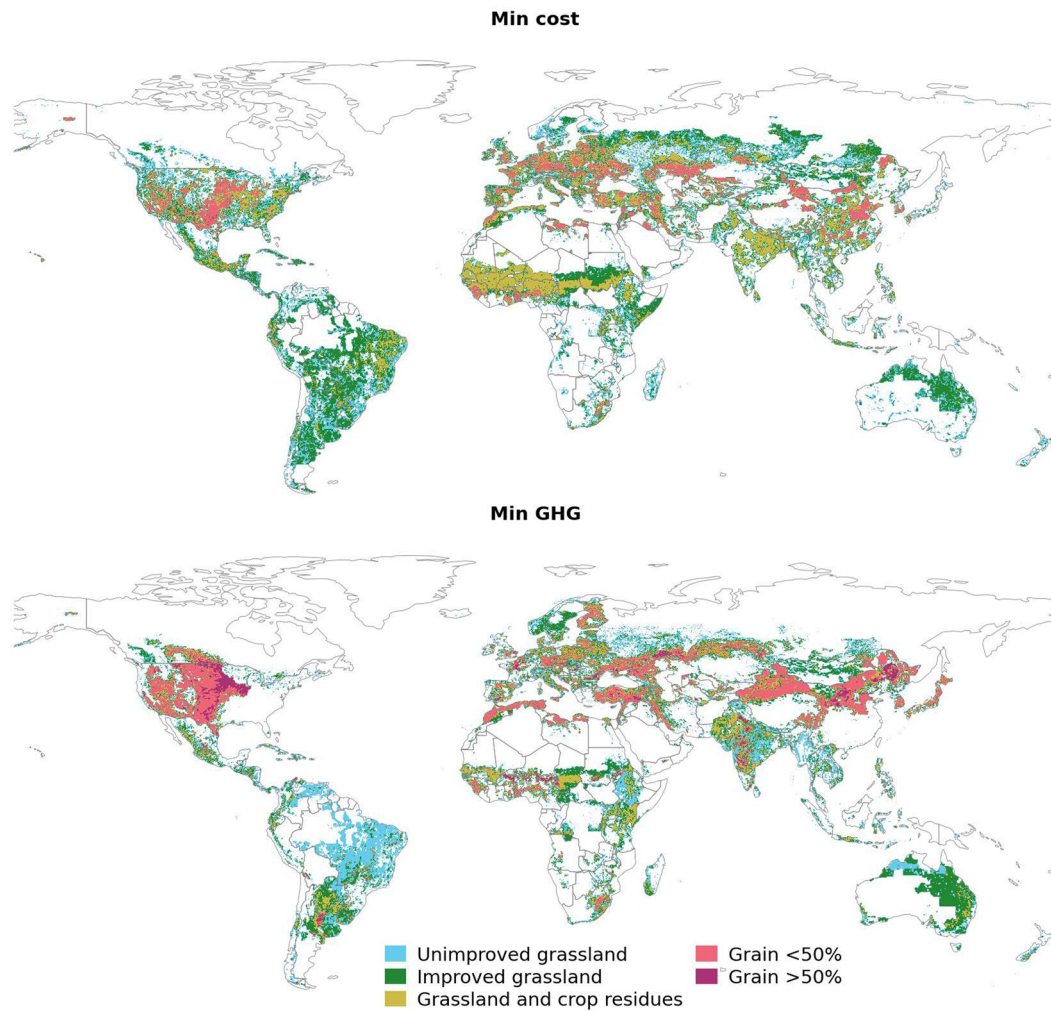 Min cost
Min GHG
Unimproved grassland
Improved grassland
Grassland and crop residues
Grain <50%
Grain >50%